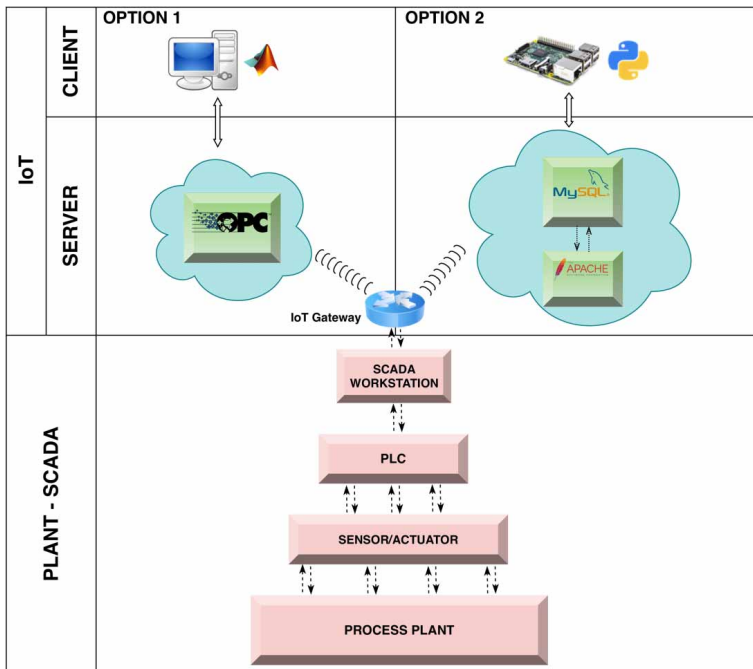 OPTION 1
OPTION 2
CLIENT
IoT
SERVER
OPC
MySQL
APACHE
IoT Gateway
PLANT - SCADA
SCADA
WORKSTATION
PLC
SENSOR/ACTUATOR
PROCESS PLANT